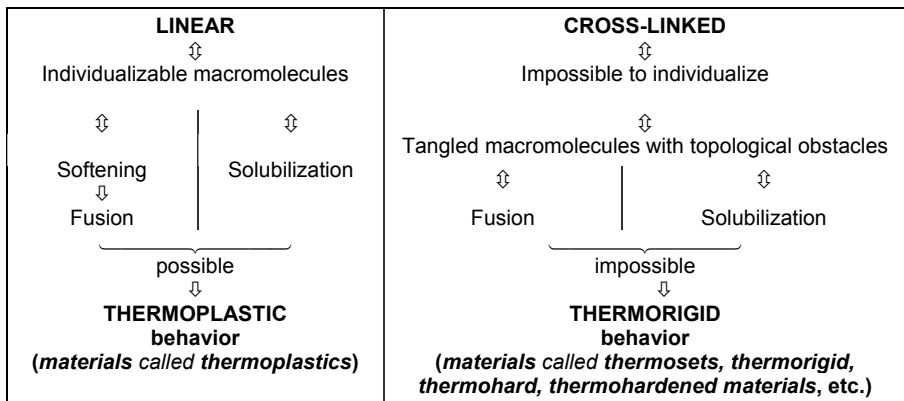 LINEAR
⇕
Individualizable macromolecules
⇕ ⇕
Softening Solubilization
⇩
Fusion
possible
⇩
THERMOPLASTIC
behavior
(materials called thermoplastics)
CROSS-LINKED
⇕
Impossible to individualize
⇕
Tangled macromolecules with topological obstacles
⇕ ⇕
Fusion Solubilization
impossible
⇩
THERMORIGID
behavior
(materials called thermosets, thermorigid,
thermohard, thermohardened materials, etc.)